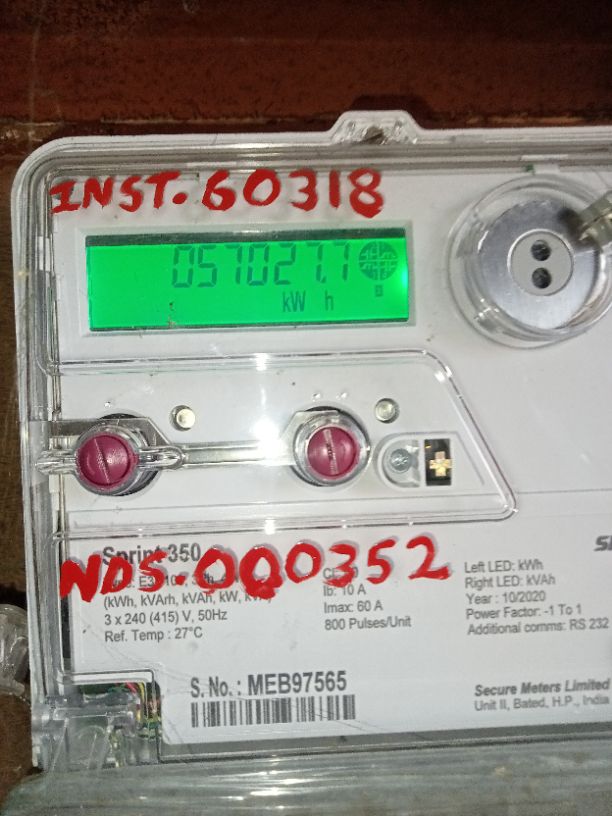 INST. 60318
057027.7
kW h
Sprint 350
NDS. 000352
(kWh, kVArh, kVAh, kW,
3 x 240 (415) V, 50Hz
Ref. Temp : 27°C
Ib: 10 A
Imax: 60 A
800 Pulses/Unit
Left LED: kWh
Right LED: kVAh
Year : 10/2020
Power Factor: -1 To 1
Additional comms: RS 232
S. No. : MEB97565
Secure Meters Limited
Unit II, Bated, H.P., India